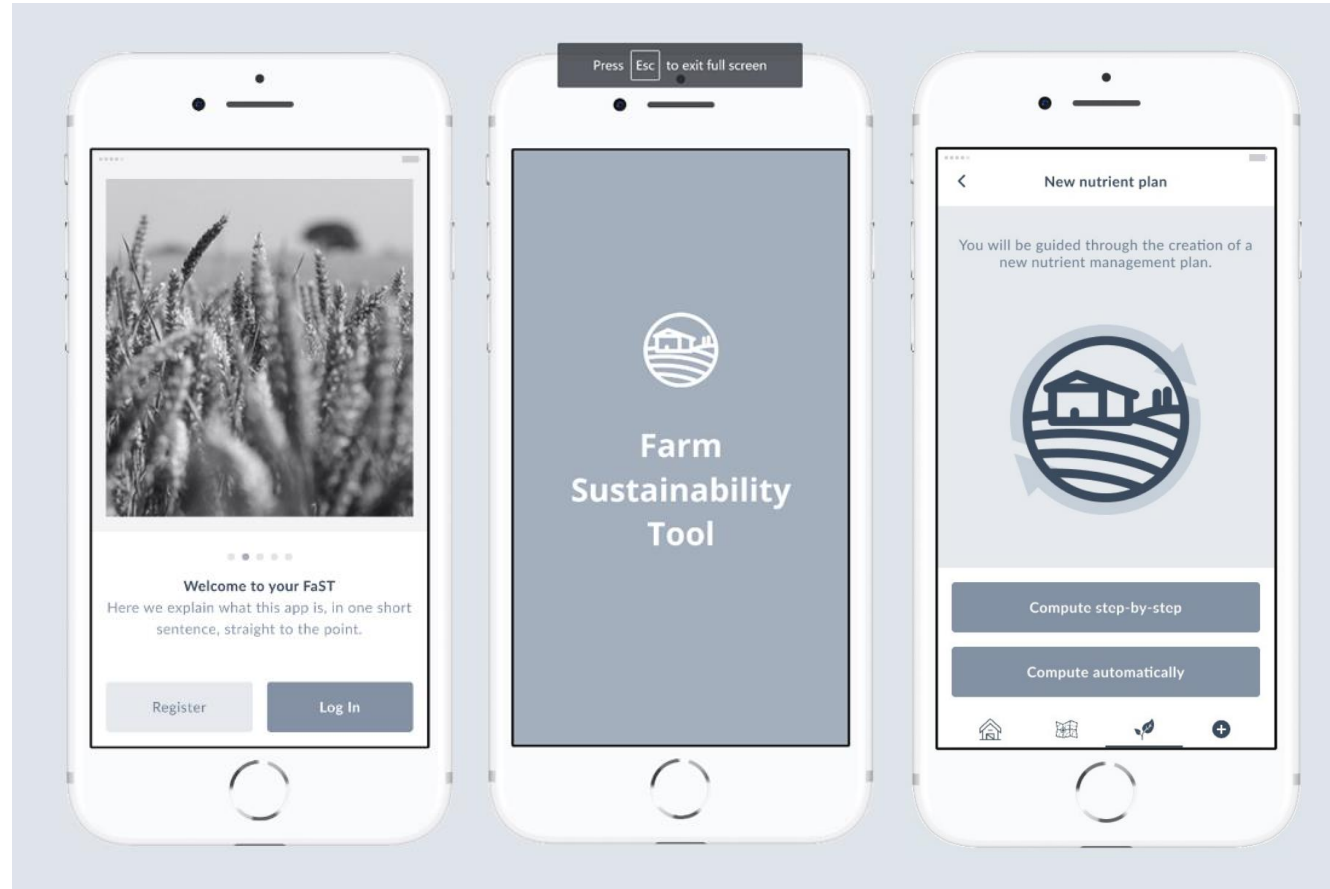 Press Esc to exit full screen
Welcome to your FaST
Here we explain what this app is, in one short
sentence, straight to the point.
Register
Log In
Farm
Sustainability
Tool
New nutrient plan
You will be guided through the creation of a
new nutrient management plan.
Compute step-by-step
Compute automatically